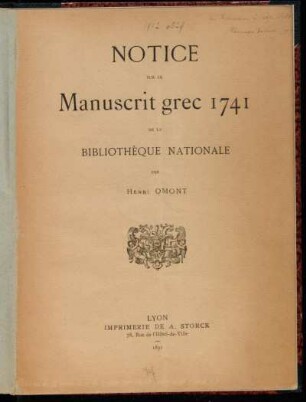 NOTICE
SUR LE
Manuscrit grec 1741
DE LA
BIBLIOTHÈQUE NATIONALE
PAR
HENRI OMONT
LYON
IMPRIMERIE DE A. STORCK
78, Rue de l'Hôtel-de-Ville
—
1891